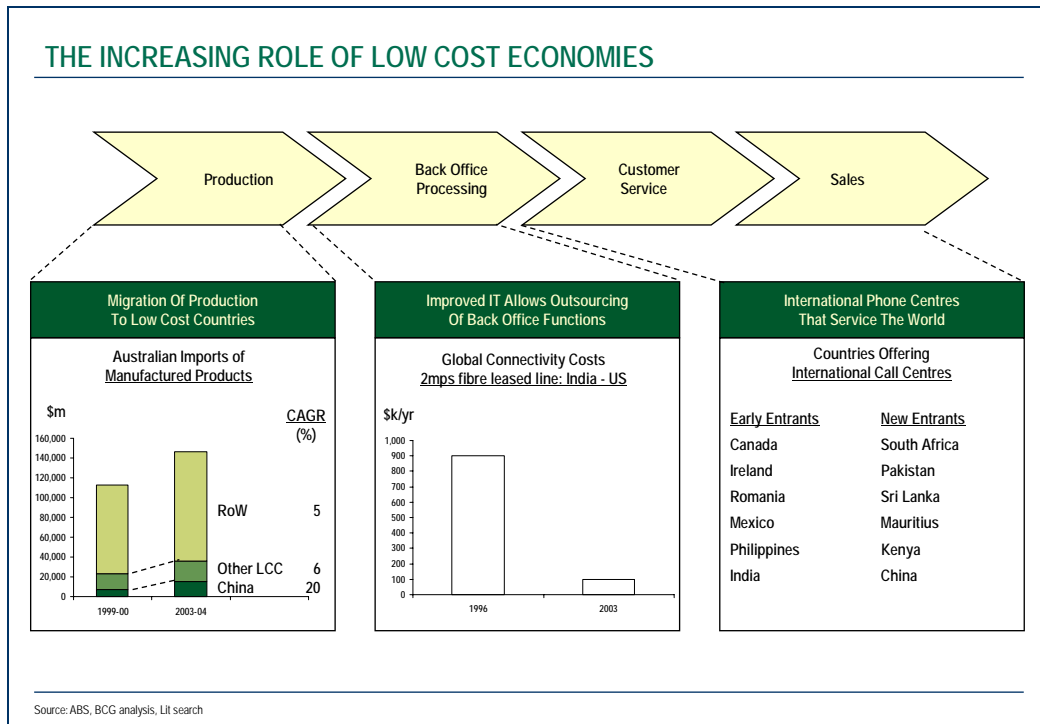 THE INCREASING ROLE OF LOW COST ECONOMIES
Production
Back Office
Processing
Customer
Service
Sales
Migration Of Production
To Low Cost Countries
Australian Imports of
Manufactured Products
$m
CAGR
(%)
160,000
140,000
120,000
100,000
80,000
60,000
40,000
20,000
0
RoW 5
Other LCC 6
China 20
1999-00 2003-04
Improved IT Allows Outsourcing
Of Back Office Functions
Global Connectivity Costs
2mps fibre leased line: India - US
$k/yr
1,000
900
800
700
600
500
400
300
200
100
0
1996 2003
International Phone Centres
That Service The World
Countries Offering
International Call Centres
Early Entrants New Entrants
Canada South Africa
Ireland Pakistan
Romania Sri Lanka
Mexico Mauritius
Philippines Kenya
India China
Source: ABS, BCG analysis, Lit search